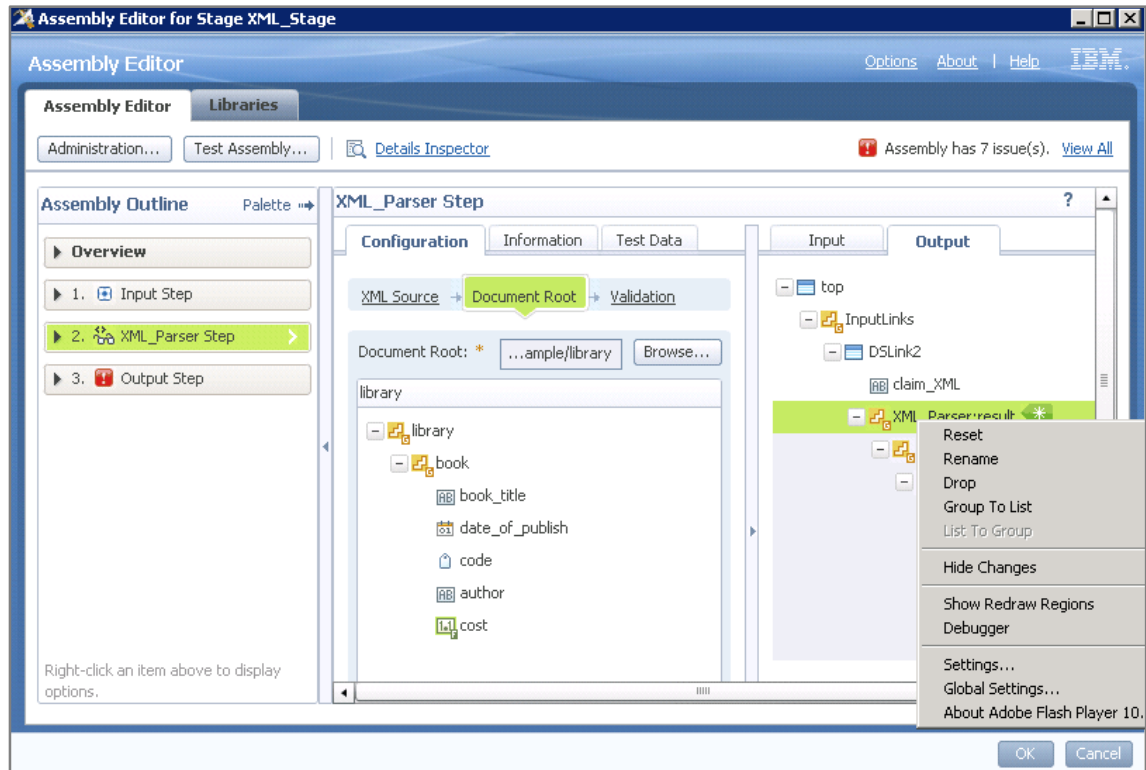 Assembly Editor for Stage XML_Stage
Assembly Editor
Options About | Help IBM.
Assembly Editor Libraries
Administration... Test Assembly... Details Inspector
Assembly has 7 issue(s). View All
Assembly Outline Palette
Overview
1. Input Step
2. XML_Parser Step
3. Output Step
Right-click an item above to display
options.
XML_Parser Step ?
Configuration Information Test Data
XML Source Document Root Validation
Document Root: * ...ample/library Browse...
library
library
book
book_title
date_of_publish
code
author
cost
Input Output
top
InputLinks
DSLink2
claim_XML
XML_Parser:result
Reset
Rename
Drop
Group To List
List To Group
Hide Changes
Show Redraw Regions
Debugger
Settings...
Global Settings...
About Adobe Flash Player 10.
OK Cancel